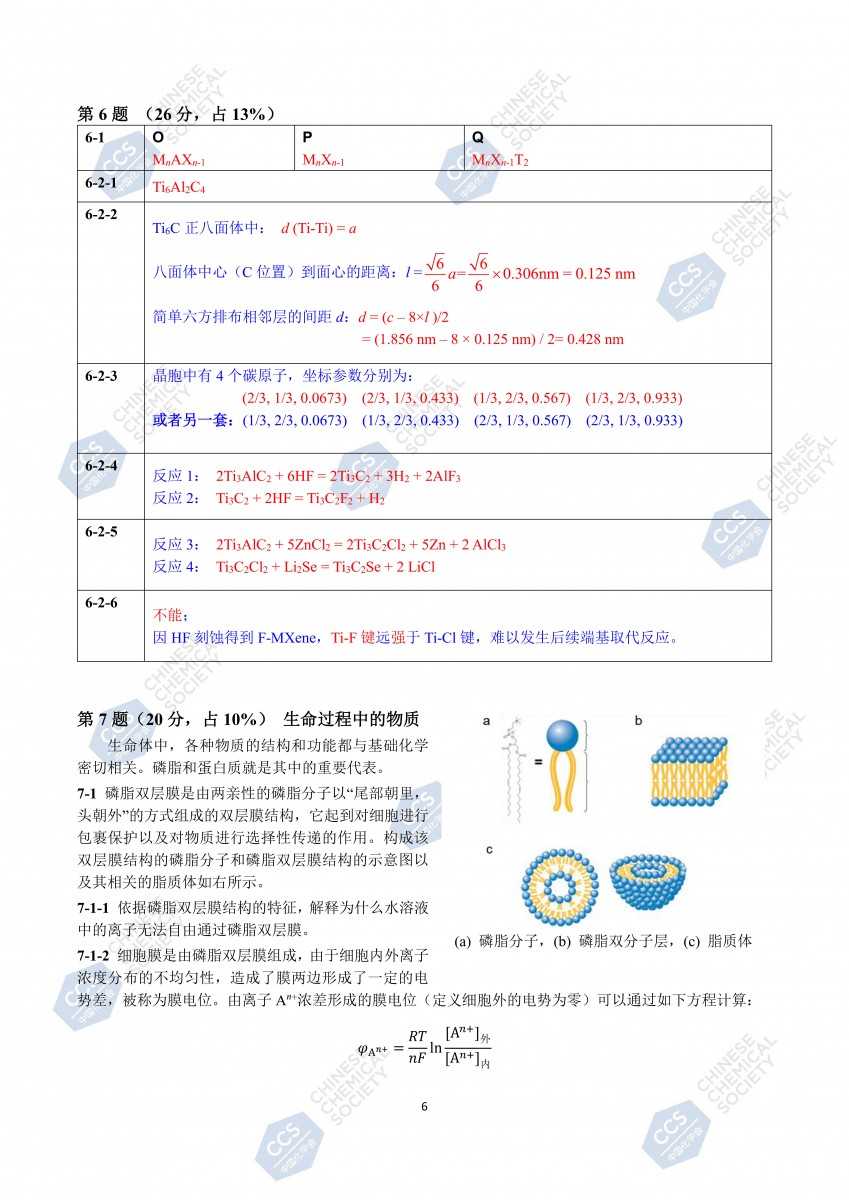 第 6 题 （26 分，占 13%）
6-1 O P Q
MnAXn-1 MnXn-1 MnXn-1T2
6-2-1 Ti6Al2C4
6-2-2
Ti6C 正八面体中： d (Ti-Ti) = a
八面体中心（C 位置）到面心的距离：l = √6/6 a= √6/6 × 0.306nm = 0.125 nm
简单六方排布相邻层的间距 d：d = (c – 8×l )/2
= (1.856 nm – 8 × 0.125 nm) / 2= 0.428 nm
6-2-3 晶胞中有 4 个碳原子，坐标参数分别为：
(2/3, 1/3, 0.0673) (2/3, 1/3, 0.433) (1/3, 2/3, 0.567) (1/3, 2/3, 0.933)
或者另一套：(1/3, 2/3, 0.0673) (1/3, 2/3, 0.433) (2/3, 1/3, 0.567) (2/3, 1/3, 0.933)
6-2-4
反应 1： 2Ti3AlC2 + 6HF = 2Ti3C2 + 3H2 + 2AlF3
反应 2： Ti3C2 + 2HF = Ti3C2F2 + H2
6-2-5
反应 3： 2Ti3AlC2 + 5ZnCl2 = 2Ti3C2Cl2 + 5Zn + 2 AlCl3
反应 4： Ti3C2Cl2 + Li2Se = Ti3C2Se + 2 LiCl
6-2-6
不能；
因 HF 刻蚀得到 F-MXene，Ti-F 键远强于 Ti-Cl 键，难以发生后续端基取代反应。
第 7 题（20 分，占 10%） 生命过程中的物质
生命体中，各种物质的结构和功能都与基础化学
密切相关。磷脂和蛋白质就是其中的重要代表。
7-1 磷脂双层膜是由两亲性的磷脂分子以“尾部朝里，
头朝外”的方式组成的双层膜结构，它起到对细胞进行
包裹保护以及对物质进行选择性传递的作用。构成该
双层膜结构的磷脂分子和磷脂双层膜结构的示意图以
及其相关的脂质体如右所示。
7-1-1 依据磷脂双层膜结构的特征，解释为什么水溶液
中的离子无法自由通过磷脂双层膜。
a b
=
c
(a) 磷脂分子，(b) 磷脂双分子层，(c) 脂质体
7-1-2 细胞膜是由磷脂双层膜组成，由于细胞内外离子
浓度分布的不均匀性，造成了膜两边形成了一定的电
势差，被称为膜电位。由离子 Aⁿ⁺浓差形成的膜电位（定义细胞外的电势为零）可以通过如下方程计算：
φAⁿ⁺ = RT/nF ln [Aⁿ⁺]外/[Aⁿ⁺]内
6
CCS 中国化学会 CHINESE CHEMICAL SOCIETY